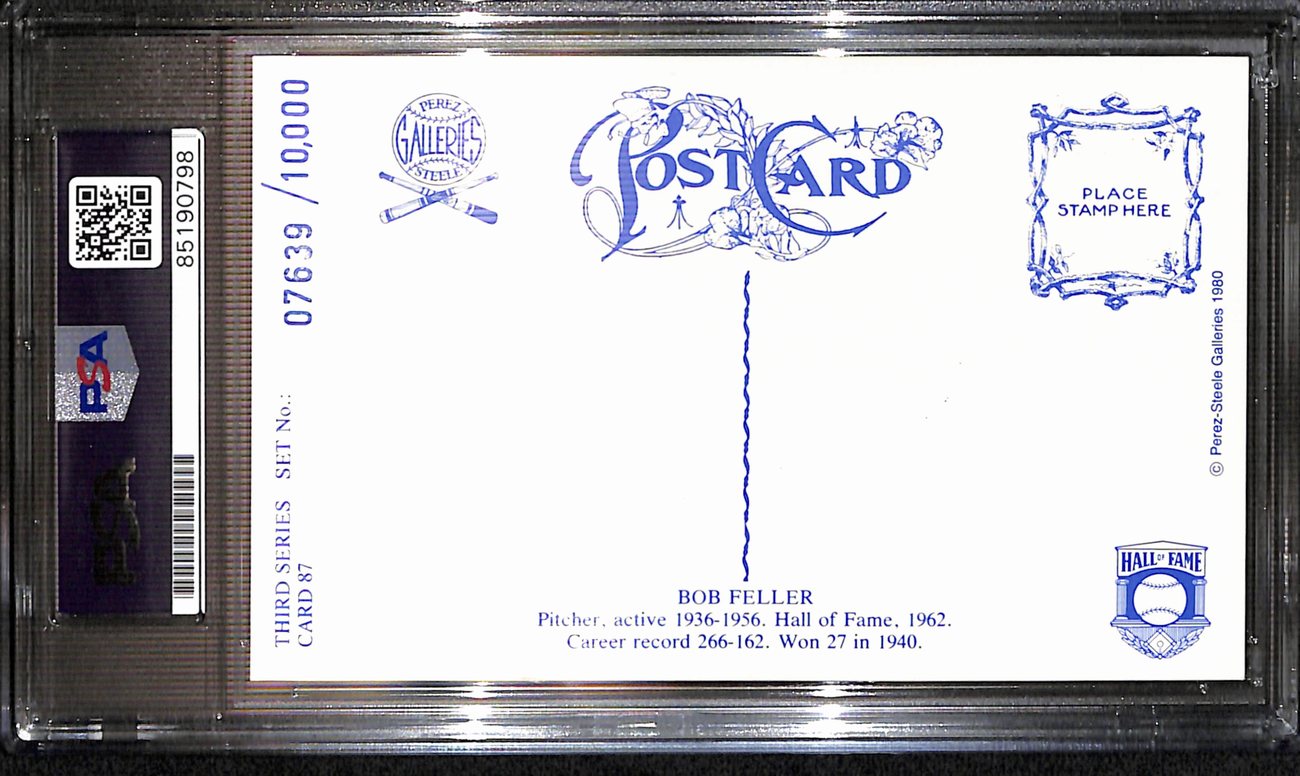 PEREZ
GALLERIES
STEELE
POSTCARD
PLACE
STAMP HERE
07639 /10,000
THIRD SERIES SET No.:
CARD 87
© Perez-Steele Galleries 1980
HALL OF FAME
BOB FELLER
Pitcher, active 1936-1956. Hall of Fame, 1962.
Career record 266-162. Won 27 in 1940.
85190798
PSA